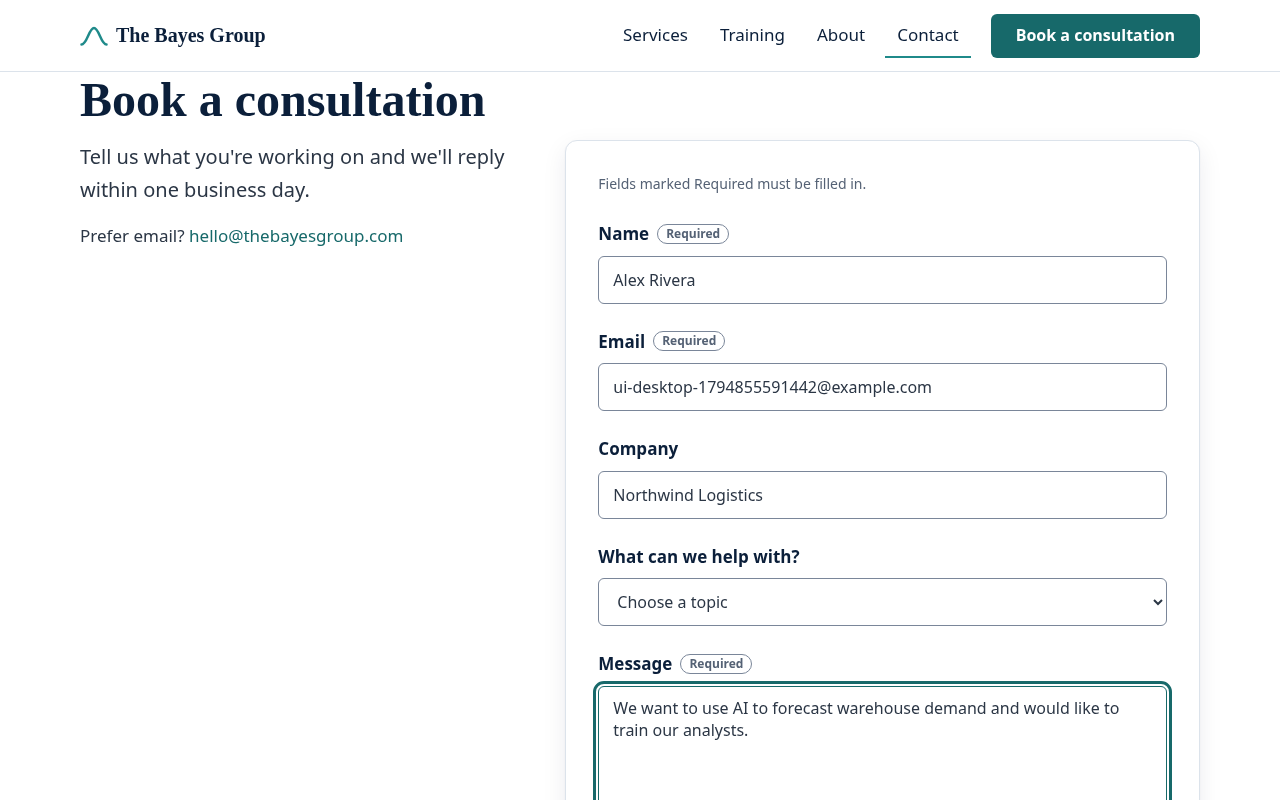 The Bayes Group
Services
Training
About
Contact
Book a consultation
Book a consultation
Tell us what you're working on and we'll reply
within one business day.
Prefer email? hello@thebayesgroup.com
Fields marked Required must be filled in.
Name Required
Alex Rivera
Email Required
ui-desktop-1794855591442@example.com
Company
Northwind Logistics
What can we help with?
Choose a topic
Message Required
We want to use AI to forecast warehouse demand and would like to
train our analysts.